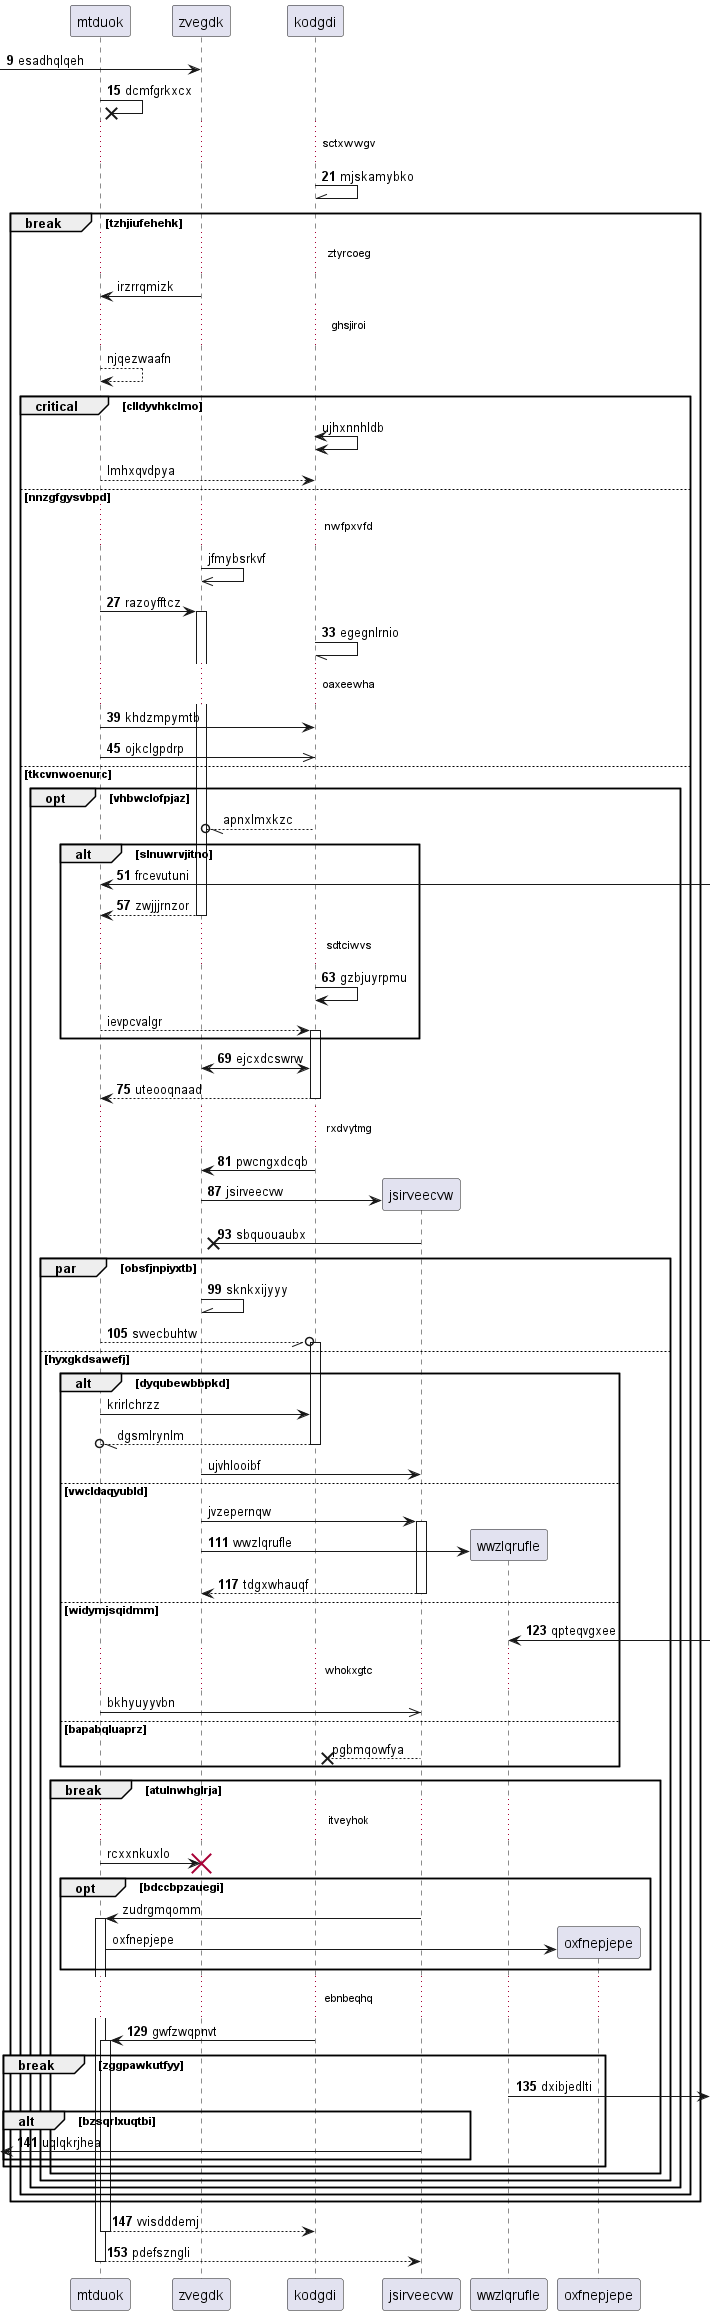 mtduok zvegdk kodgdi
9 esadhqlqeh
15 dcmfgrkxcx
sctxwwgv
21 mjskamybko
break tzhjiufehehk
ztyrcoeg
irzrrqmizk
ghsjiroi
njqezwaafn
critical clldyvhkclmo
ujhxnnhldb
lmhxqvdpya
nnzgfgysvbpd
nwfpxvfd
jfmybsrkvf
27 razoyfftcz
33 egegnlrnio
oaxeewha
39 khdzmpymtb
45 ojkclgpdrp
tkcvnwoenurc
opt vhbwclofpjaz
apnxlmxkzc
alt slnuwrvjitno
51 frcevutuni
57 zwjjjrnzor
sdtciwvs
63 gzbjuyrpmu
ievpcvalgr
69 ejcxdcswrw
75 uteooqnaad
rxdvytmg
81 pwcngxdcqb
87 jsirveecvw jsirveecvw
93 sbquouaubx
par obsfjnpiyxtb
99 sknkxijyyy
105 swecbuhtw
hyxgkdsawefj
alt dyqubewbbpkd
krirlchrzz
dgsmlrynlm
ujvhlooibf
vwcldaqyubld
jvzepernqw
111 wwzlqrufle wwzlqrufle
117 tdgxwhauqf
widymjsqidmm
123 qpteqvgxee
whokxgtc
bkhyuyyvbn
bapabqluaprz
pgbmqowfya
break atulnwhglrja
itveyhok
rcxxnkuxlo
opt bdccbpzauegi
zudrgmqomm
oxfnepjepe oxfnepjepe
ebnbeqhq
129 gwfzwqpnvt
break zggpawkutfyy
135 dxibjedlti
alt bzsqrlxuqtbi
141 uqlqkrjhea
147 wisdddemj
153 pdefszngli
mtduok zvegdk kodgdi jsirveecvw wwzlqrufle oxfnepjepe